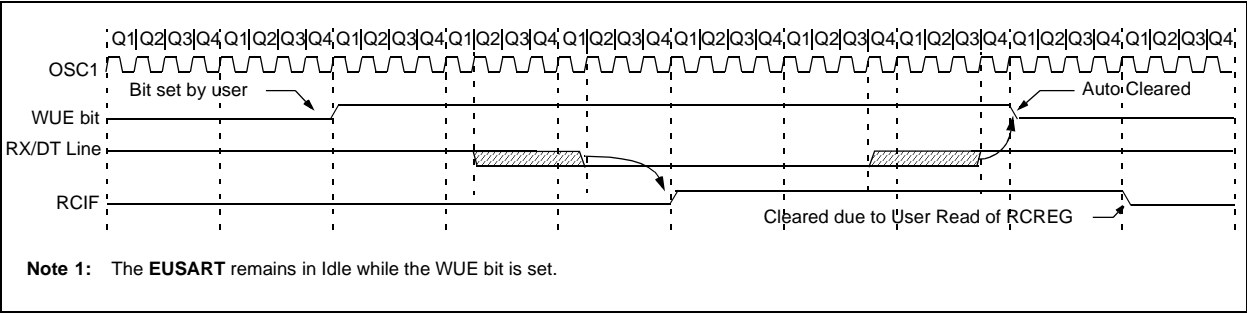 Q1 Q2 Q3 Q4 Q1 Q2 Q3 Q4 Q1 Q2 Q3 Q4 Q1 Q2 Q3 Q4 Q1 Q2 Q3 Q4 Q1 Q2 Q3 Q4 Q1 Q2 Q3 Q4 Q1 Q2 Q3 Q4 Q1 Q2 Q3 Q4 Q1 Q2 Q3 Q4
OSC1
Bit set by user
Auto Cleared
WUE bit
RX/DT Line
RCIF
Cleared due to User Read of RCREG
Note 1: The EUSART remains in Idle while the WUE bit is set.